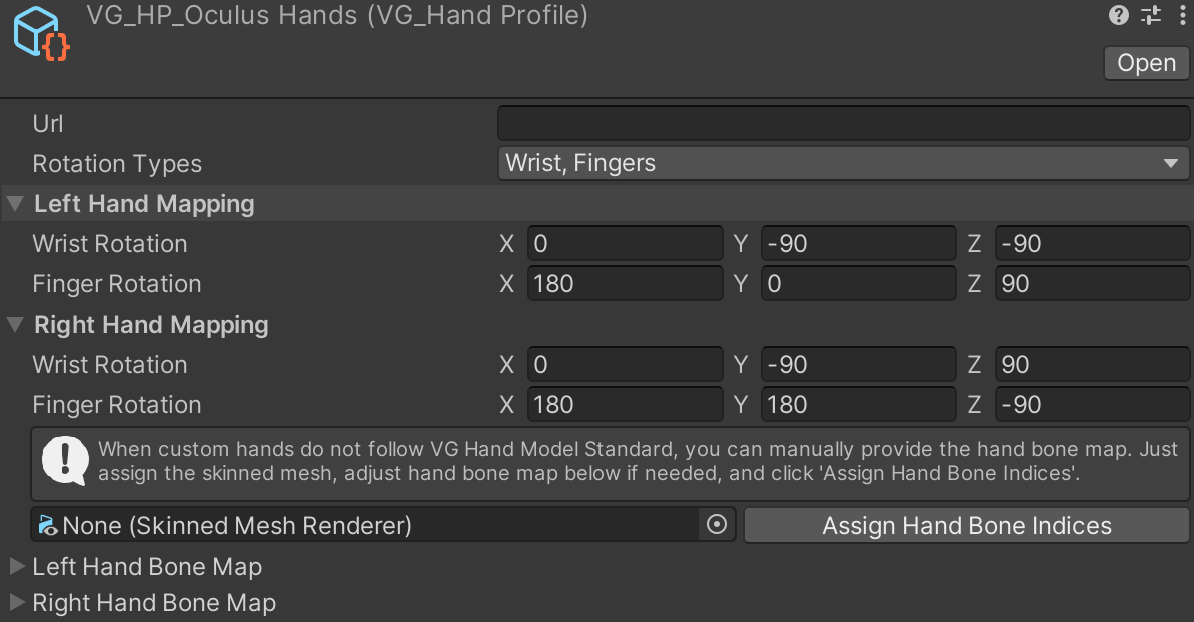 VG_HP_Oculus Hands (VG_Hand Profile)
Open
Url
Rotation Types Wrist, Fingers
Left Hand Mapping
Wrist Rotation X 0 Y -90 Z -90
Finger Rotation X 180 Y 0 Z 90
Right Hand Mapping
Wrist Rotation X 0 Y -90 Z 90
Finger Rotation X 180 Y 180 Z -90
When custom hands do not follow VG Hand Model Standard, you can manually provide the hand bone map. Just
assign the skinned mesh, adjust hand bone map below if needed, and click 'Assign Hand Bone Indices'.
None (Skinned Mesh Renderer) Assign Hand Bone Indices
Left Hand Bone Map
Right Hand Bone Map